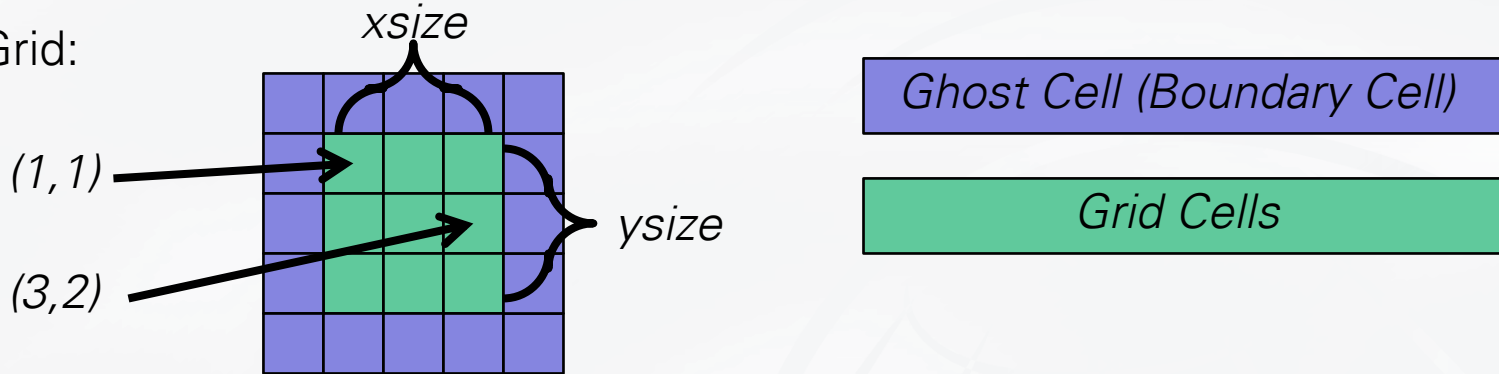 xsize
Grid:
Ghost Cell (Boundary Cell)
(1,1)
Grid Cells
ysize
(3,2)